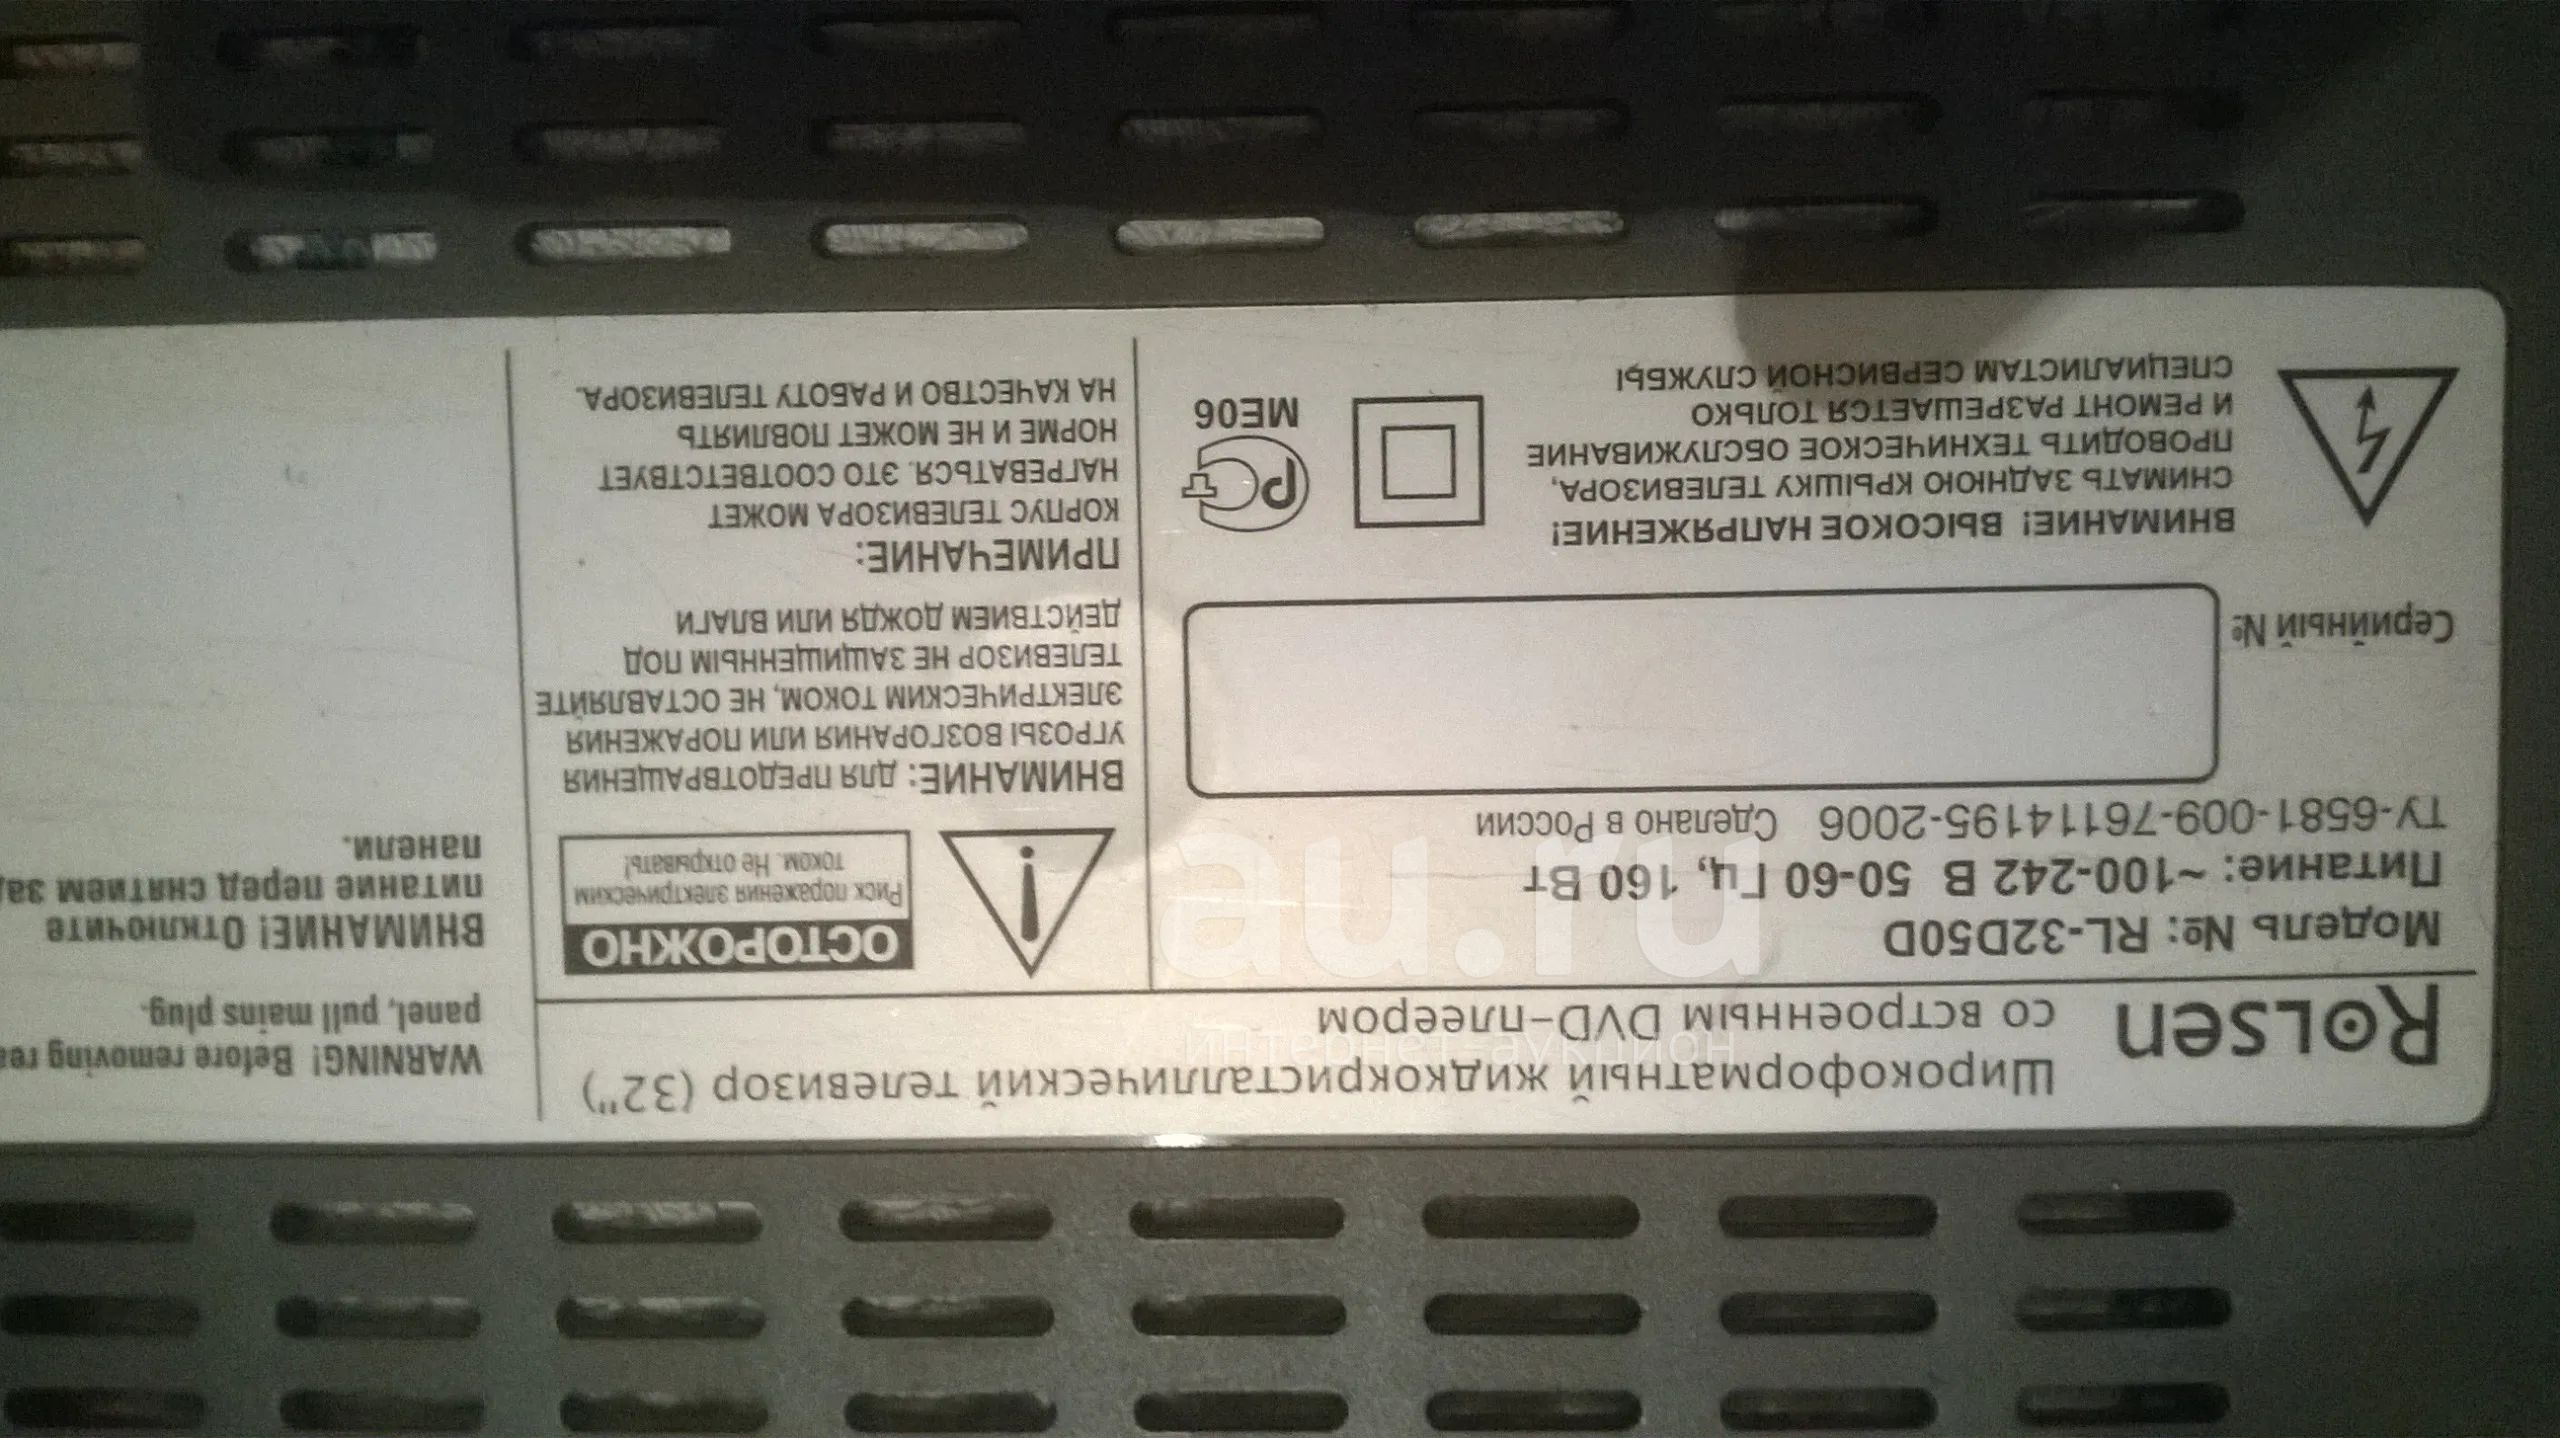 Rolsen
Широкоформатный жидкокристаллический телевизор (32")
со встроенным DVD-плеером
Модель №: RL-32D50D
Питание: ~100-242 В 50-60 Гц, 160 Вт
ТУ-6581-009-76114195-2006 Сделано в России
Серийный №
ВНИМАНИЕ! ВЫСОКОЕ НАПРЯЖЕНИЕ!
СНИМАТЬ ЗАДНЮЮ КРЫШКУ ТЕЛЕВИЗОРА,
ПРОВОДИТЬ ТЕХНИЧЕСКОЕ ОБСЛУЖИВАНИЕ
И РЕМОНТ РАЗРЕШАЕТСЯ ТОЛЬКО
СПЕЦИАЛИСТАМ СЕРВИСНОЙ СЛУЖБЫ
РС
МЕ06
ОСТОРОЖНО
Риск поражения электрическим
током. Не открывать!
ВНИМАНИЕ: ДЛЯ ПРЕДОТВРАЩЕНИЯ
УГРОЗЫ ВОЗГОРАНИЯ ИЛИ ПОРАЖЕНИЯ
ЭЛЕКТРИЧЕСКИМ ТОКОМ, НЕ ОСТАВЛЯЙТЕ
ТЕЛЕВИЗОР НЕ ЗАЩИЩЕННЫМ ПОД
ДЕЙСТВИЕМ ДОЖДЯ ИЛИ ВЛАГИ
ПРИМЕЧАНИЕ:
КОРПУС ТЕЛЕВИЗОРА МОЖЕТ
НАГРЕВАТЬСЯ. ЭТО СООТВЕТСТВУЕТ
НОРМЕ И НЕ МОЖЕТ ПОВЛИЯТЬ
НА КАЧЕСТВО И РАБОТУ ТЕЛЕВИЗОРА.
WARNING! Before removing rea
panel, pull mains plug.
ВНИМАНИЕ! Отключите
питание перед снятием зад
панели.
au.ru
интернет-аукцион